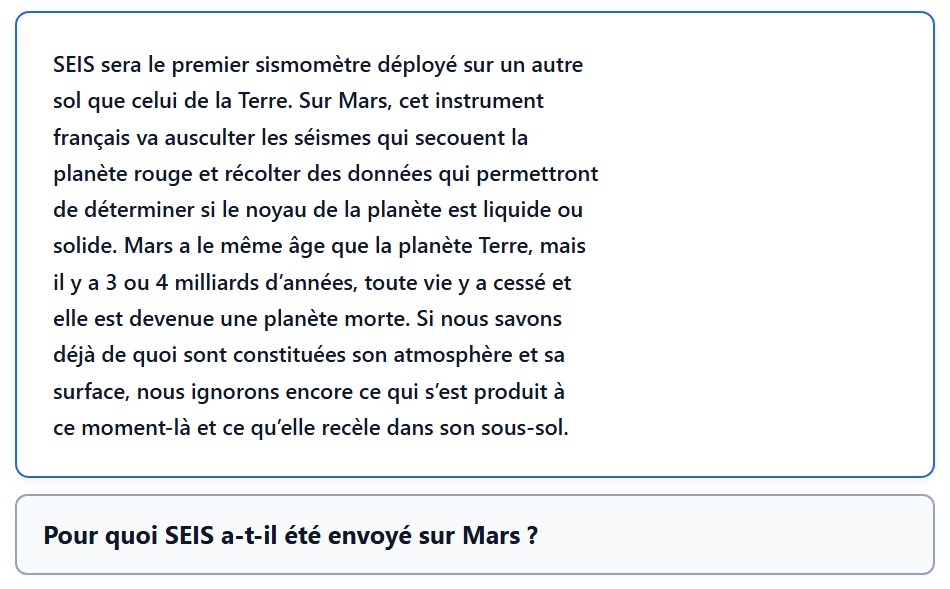 SEIS sera le premier sismomètre déployé sur un autre
sol que celui de la Terre. Sur Mars, cet instrument
français va ausculter les séismes qui secouent la
planète rouge et récolter des données qui permettront
de déterminer si le noyau de la planète est liquide ou
solide. Mars a le même âge que la planète Terre, mais
il y a 3 ou 4 milliards d’années, toute vie y a cessé et
elle est devenue une planète morte. Si nous savons
déjà de quoi sont constituées son atmosphère et sa
surface, nous ignorons encore ce qui s’est produit à
ce moment-là et ce qu’elle recèle dans son sous-sol.
Pour quoi SEIS a-t-il été envoyé sur Mars ?